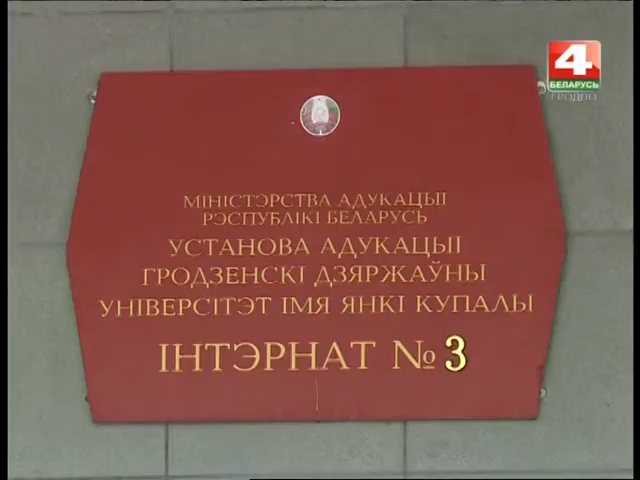 4
БЕЛАРУСЬ
ГРОДНО
МІНІСТЭРСТВА АДУКАЦЫІ
РЭСПУБЛІКІ БЕЛАРУСЬ
УСТАНОВА АДУКАЦЫІ
ГРОДЗЕНСКІ ДЗЯРЖАЎНЫ
УНІВЕРСІТЭТ ІМЯ ЯНКІ КУПАЛЫ
ІНТЭРНАТ № 3